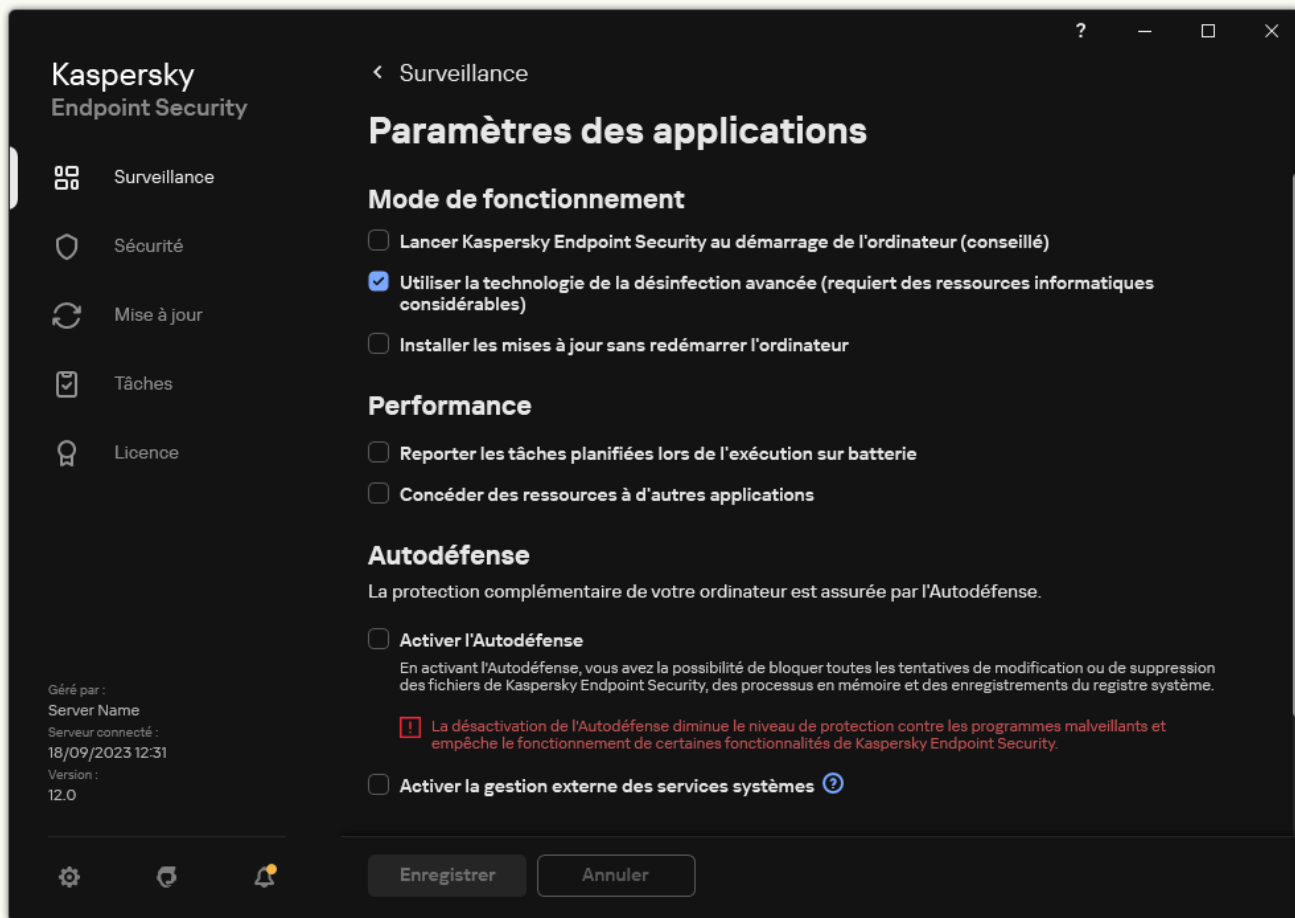 ?
Kaspersky
Endpoint Security
Surveillance
Sécurité
Mise à jour
Tâches
Licence
Géré par :
Server Name
Serveur connecté :
18/09/2023 12:31
Version :
12.0
Surveillance
Paramètres des applications
Mode de fonctionnement
Lancer Kaspersky Endpoint Security au démarrage de l'ordinateur (conseillé)
Utiliser la technologie de la désinfection avancée (requiert des ressources informatiques
considérables)
Installer les mises à jour sans redémarrer l'ordinateur
Performance
Reporter les tâches planifiées lors de l'exécution sur batterie
Concéder des ressources à d'autres applications
Autodéfense
La protection complémentaire de votre ordinateur est assurée par l'Autodéfense.
Activer l'Autodéfense
En activant l'Autodéfense, vous avez la possibilité de bloquer toutes les tentatives de modification ou de suppression
des fichiers de Kaspersky Endpoint Security, des processus en mémoire et des enregistrements du registre système.
La désactivation de l'Autodéfense diminue le niveau de protection contre les programmes malveillants et
empêche le fonctionnement de certaines fonctionnalités de Kaspersky Endpoint Security.
Activer la gestion externe des services systèmes ?
Enregistrer
Annuler